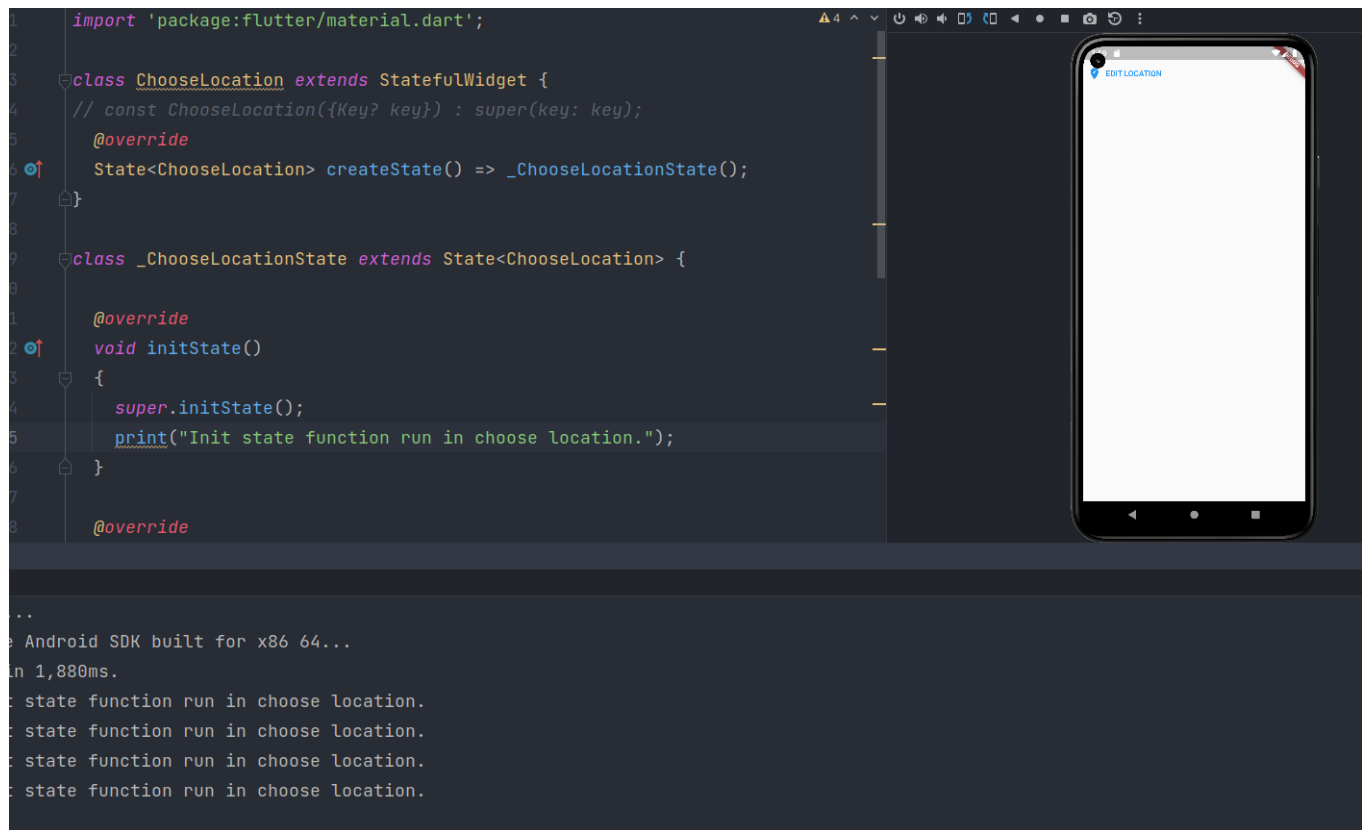 import 'package:flutter/material.dart';
4
class ChooseLocation extends StatefulWidget {
// const ChooseLocation({Key? key}) : super(key: key);
@override
State<ChooseLocation> createState() => _ChooseLocationState();
}
class _ChooseLocationState extends State<ChooseLocation> {
@override
void initState()
{
super.initState();
print("Init state function run in choose location.");
}
@override
EDIT LOCATION
...
Android SDK built for x86 64...
in 1,880ms.
state function run in choose location.
state function run in choose location.
state function run in choose location.
state function run in choose location.